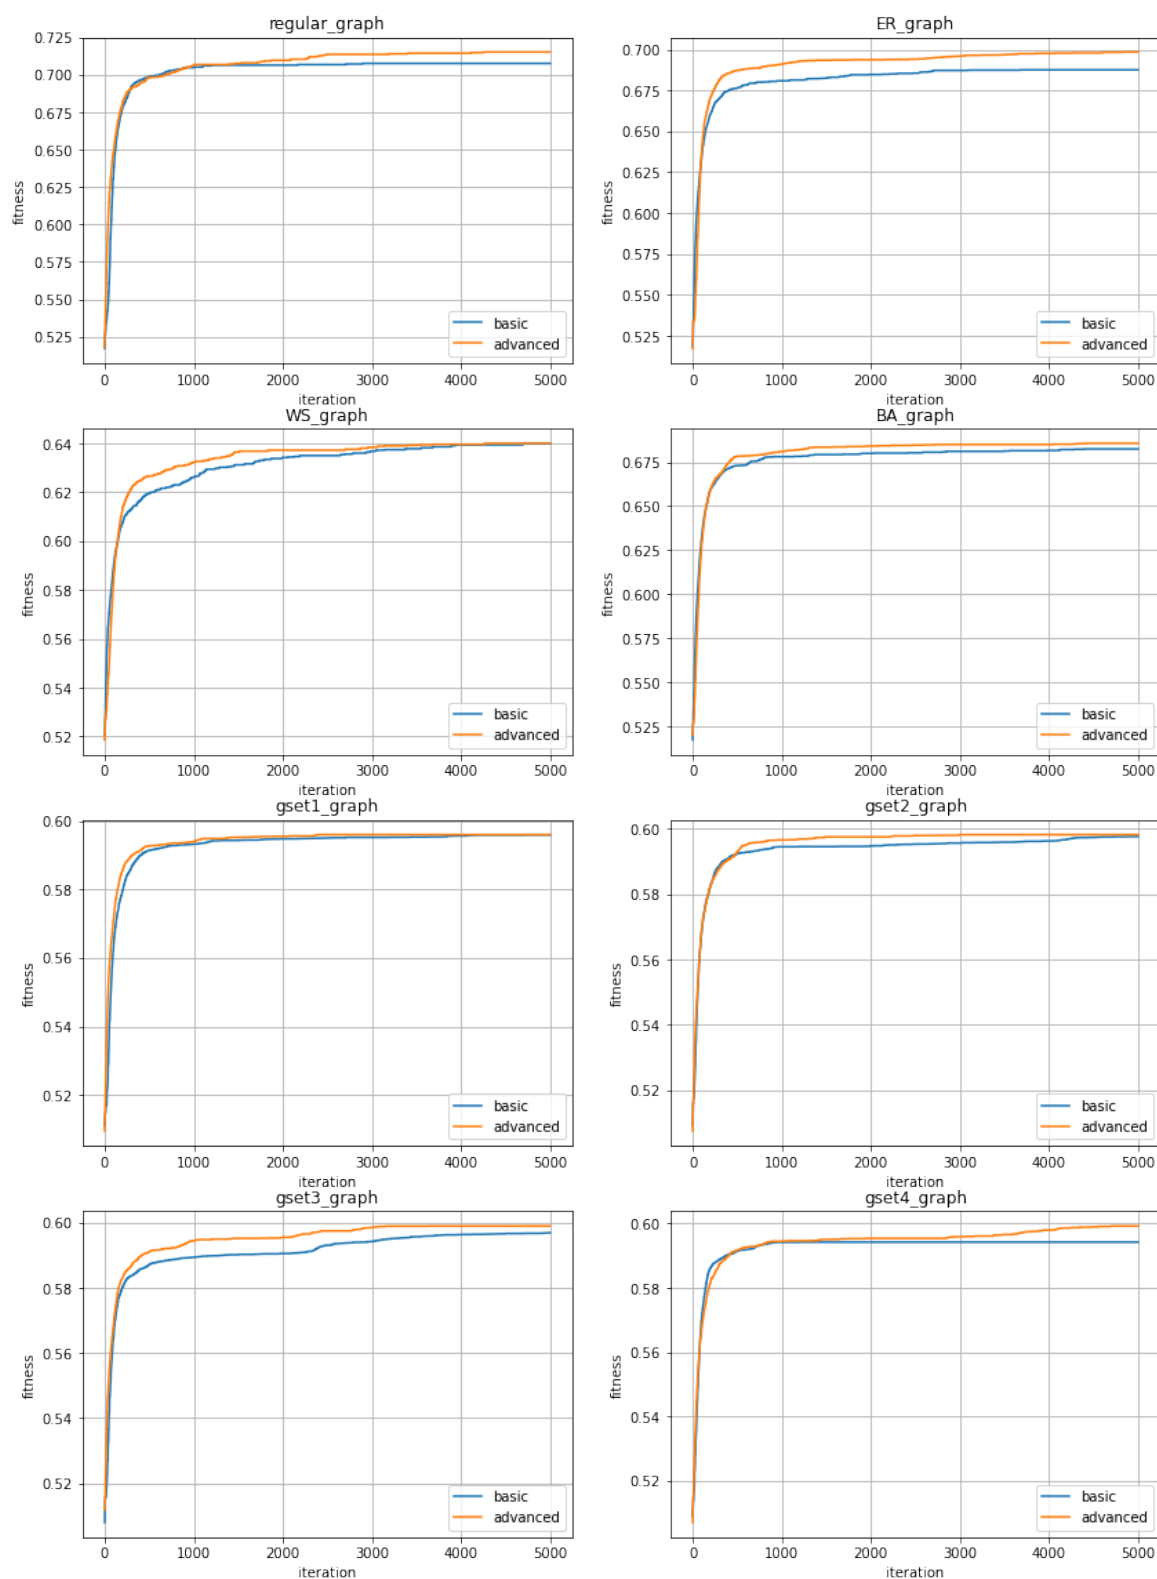 regular_graph
0.725
0.700
0.675
0.650
0.625
0.600
0.575
0.550
0.525
fitness
basic
advanced
0 1000 2000 3000 4000 5000
iteration
ER_graph
0.700
0.675
0.650
0.625
0.600
0.575
0.550
0.525
fitness
basic
advanced
0 1000 2000 3000 4000 5000
iteration
WS_graph
0.64
0.62
0.60
0.58
0.56
0.54
0.52
fitness
basic
advanced
0 1000 2000 3000 4000 5000
iteration
BA_graph
0.675
0.650
0.625
0.600
0.575
0.550
0.525
fitness
basic
advanced
0 1000 2000 3000 4000 5000
iteration
gset1_graph
0.60
0.58
0.56
0.54
0.52
fitness
basic
advanced
0 1000 2000 3000 4000 5000
iteration
gset2_graph
0.60
0.58
0.56
0.54
0.52
fitness
basic
advanced
0 1000 2000 3000 4000 5000
iteration
gset3_graph
0.60
0.58
0.56
0.54
0.52
fitness
basic
advanced
0 1000 2000 3000 4000 5000
iteration
gset4_graph
0.60
0.58
0.56
0.54
0.52
fitness
basic
advanced
0 1000 2000 3000 4000 5000
iteration